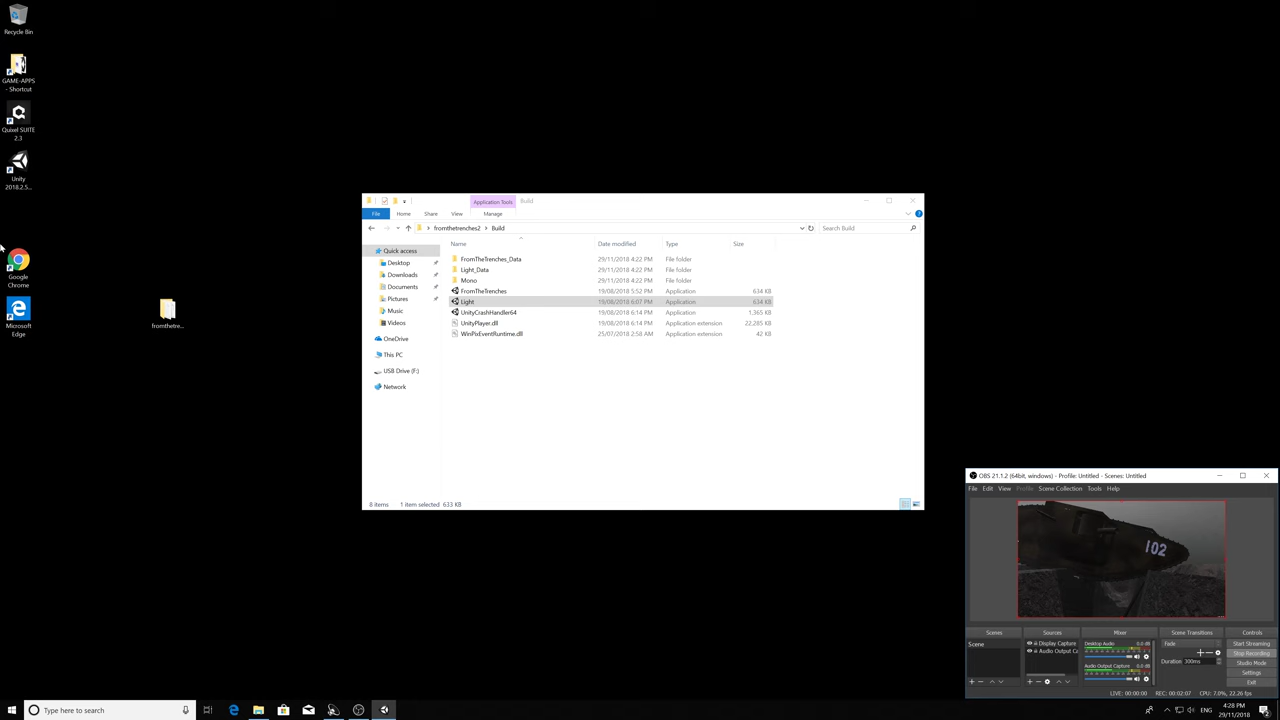 Recycle Bin
GAME-APPS
- Shortcut
Quixel SUITE
2.3
Unity
2018.2.5...
Google
Chrome
Microsoft
Edge
fromthetre...
Application Tools
Build
File
Home
Share
View
Manage
fromthetrenches2
Build
Search Build
Name
Date modified
Type
Size
Quick access
Desktop
Downloads
Documents
Pictures
Music
Videos
OneDrive
This PC
USB Drive (F:)
Network
FromTheTrenches_Data 29/11/2018 4:22 PM File folder
Light_Data 29/11/2018 4:22 PM File folder
Mono 29/11/2018 4:22 PM File folder
FromTheTrenches 19/08/2018 5:52 PM Application 634 KB
Light 19/08/2018 6:07 PM Application 634 KB
UnityCrashHandler64 19/08/2018 6:14 PM Application 1,365 KB
UnityPlayer.dll 19/08/2018 6:14 PM Application extension 22,285 KB
WinPixEventRuntime.dll 25/07/2018 2:58 AM Application extension 42 KB
8 items 1 item selected 633 KB
OBS 21.1.2 (64bit, windows) - Profile: Untitled - Scenes: Untitled
File Edit View Profile Scene Collection Tools Help
102
Scenes
Sources
Mixer
Scene Transitions
Controls
Scene
Display Capture
Audio Output Ca
Desktop Audio 0.0 dB
Audio Output Capture 0.0 dB
Fade
Duration 300ms
Start Streaming
Stop Recording
Studio Mode
Settings
Exit
LIVE: 00:00:00 REC: 00:02:07 CPU: 7.0%, 22.26 fps
Type here to search
ENG
4:28 PM
29/11/2018
2